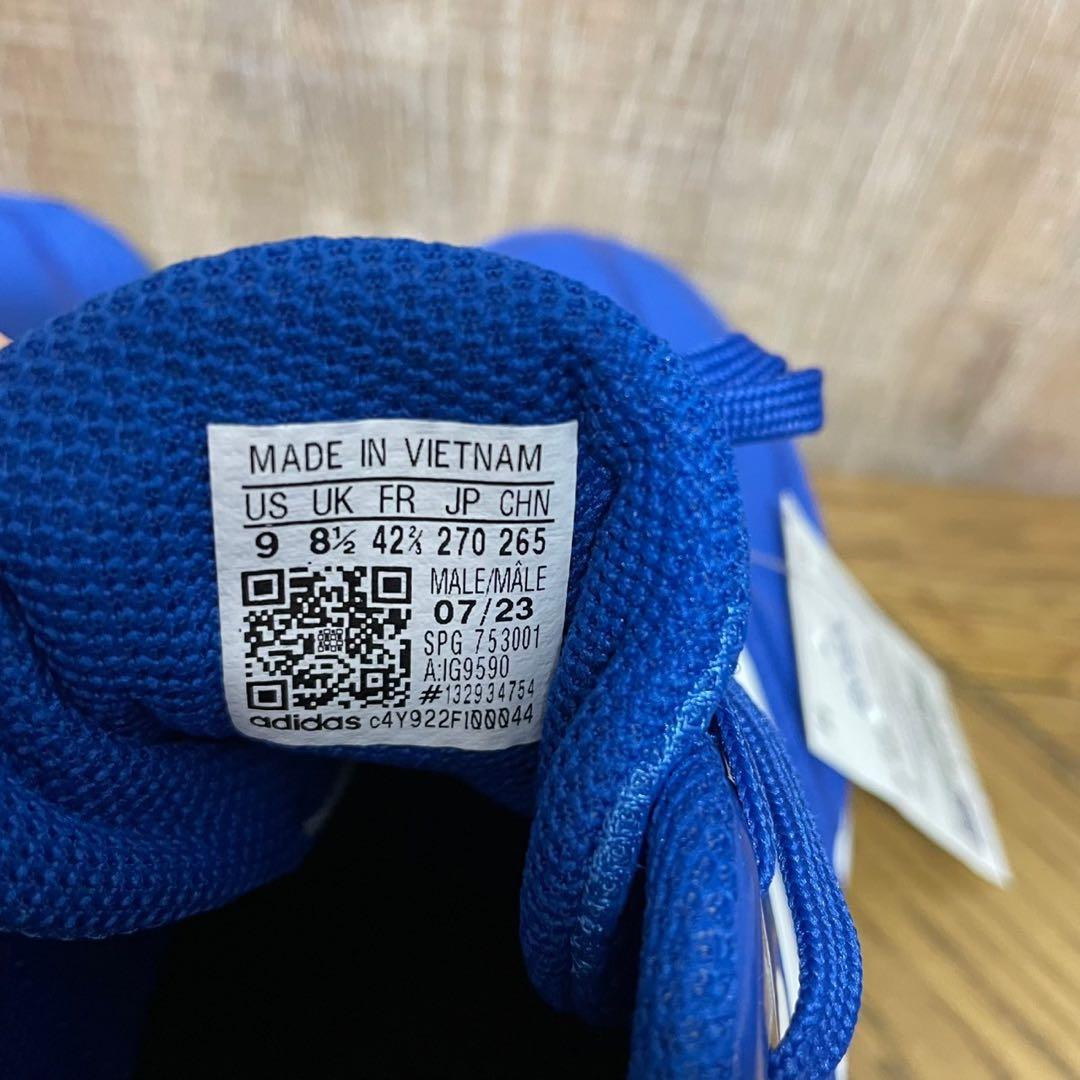 MADE IN VIETNAM
US UK FR JP CHN
9 8½ 42⅔ 270 265
MALE/MÂLE
07/23
SPG 753001
A:IG9590
#132934754
adidas c4Y922F100044